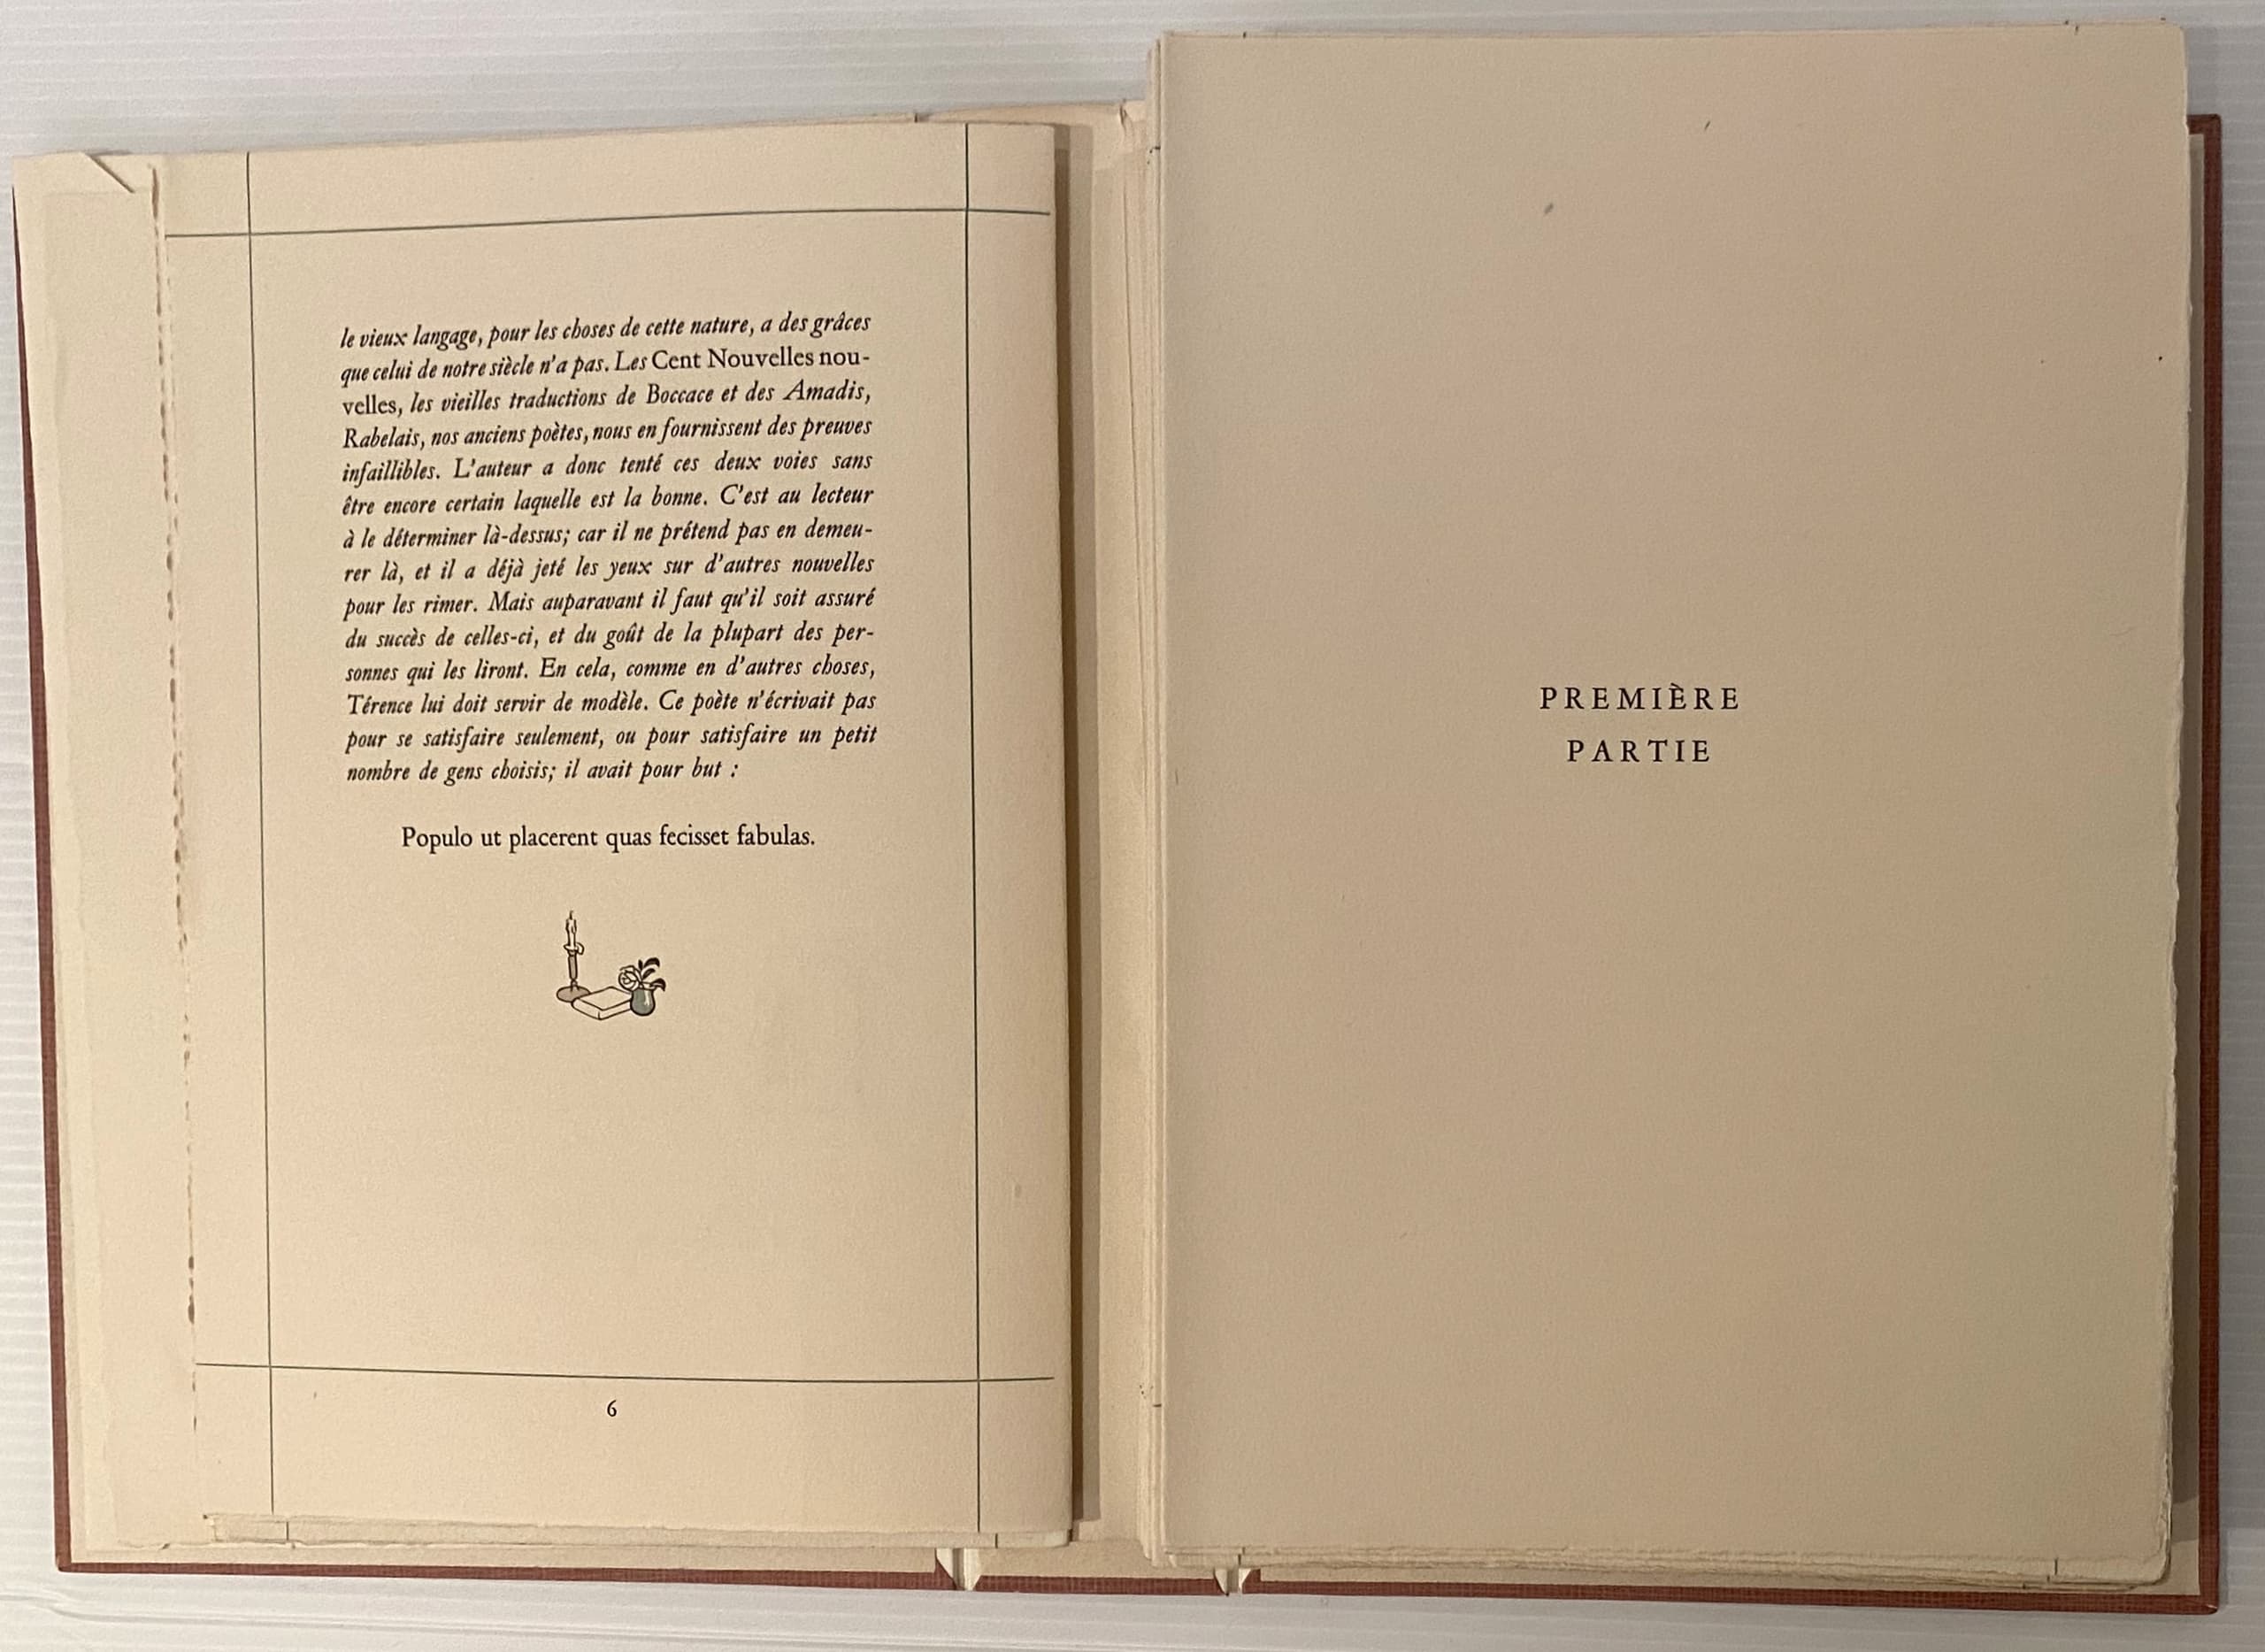 le vieux langage, pour les choses de cette nature, a des grâces
que celui de notre siècle n'a pas. Les Cent Nouvelles nou-
velles, les vieilles traductions de Boccace et des Amadis,
Rabelais, nos anciens poètes, nous en fournissent des preuves
infaillibles. L'auteur a donc tenté ces deux voies sans
être encore certain laquelle est la bonne. C'est au lecteur
à le déterminer là-dessus; car il ne prétend pas en demeu-
rer là, et il a déjà jeté les yeux sur d'autres nouvelles
pour les rimer. Mais auparavant il faut qu'il soit assuré
du succès de celles-ci, et du goût de la plupart des per-
sonnes qui les liront. En cela, comme en d'autres choses,
Térence lui doit servir de modèle. Ce poète n'écrivait pas
pour se satisfaire seulement, ou pour satisfaire un petit
nombre de gens choisis; il avait pour but :
Populo ut placerent quas fecisset fabulas.
6
PREMIÈRE
PARTIE